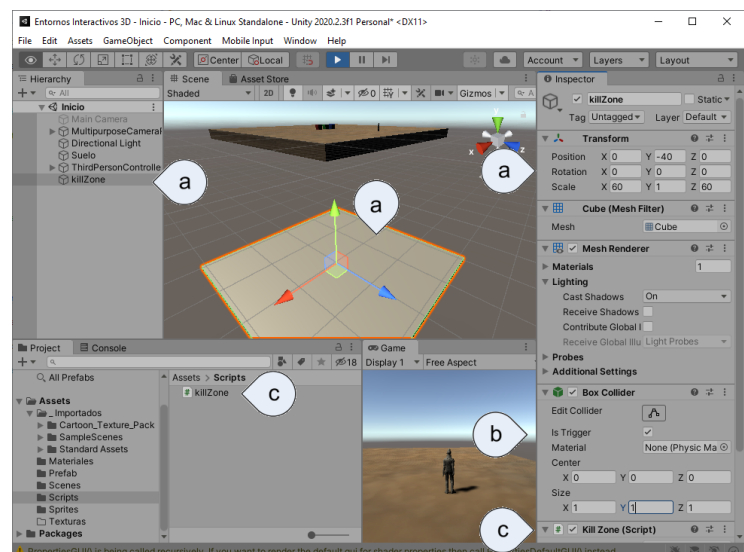 Entornos Interactivos 3D - Inicio - PC, Mac & Linux Standalone - Unity 2020.2.3f1 Personal* <DX11>
File Edit Assets GameObject Component Mobile Input Window Help
Center Local Account Layers Layout
Hierarchy
All
Inicio
Main Camera
MultipurposeCameraI
Directional Light
Suelo
ThirdPersonControlle
killZone
a
Scene Asset Store
Shaded 2D 0 Gizmos A
x y z
a
Project Console
18
All Prefabs
Assets
_Importados
Cartoon_Texture_Pack
SampleScenes
Standard Assets
Materiales
Prefab
Scenes
Scripts
Sprites
Texturas
Packages
Assets > Scripts
# killZone
c
Game
Display 1 Free Aspect
Inspector
killZone Static
Tag Untagged Layer Default
Transform
Position X 0 Y -40 Z 0
Rotation X 0 Y 0 Z 0
Scale X 60 Y 1 Z 60
a
Cube (Mesh Filter)
Mesh Cube
Mesh Renderer
Materials 1
Lighting
Cast Shadows On
Receive Shadows
Contribute Global I
Receive Global Illu Light Probes
Probes
Additional Settings
Box Collider
Edit Collider
Is Trigger
b
Material None (Physic Ma
Center
X 0 Y 0 Z 0
Size
X 1 Y 1 Z 1
# Kill Zone (Script)
c